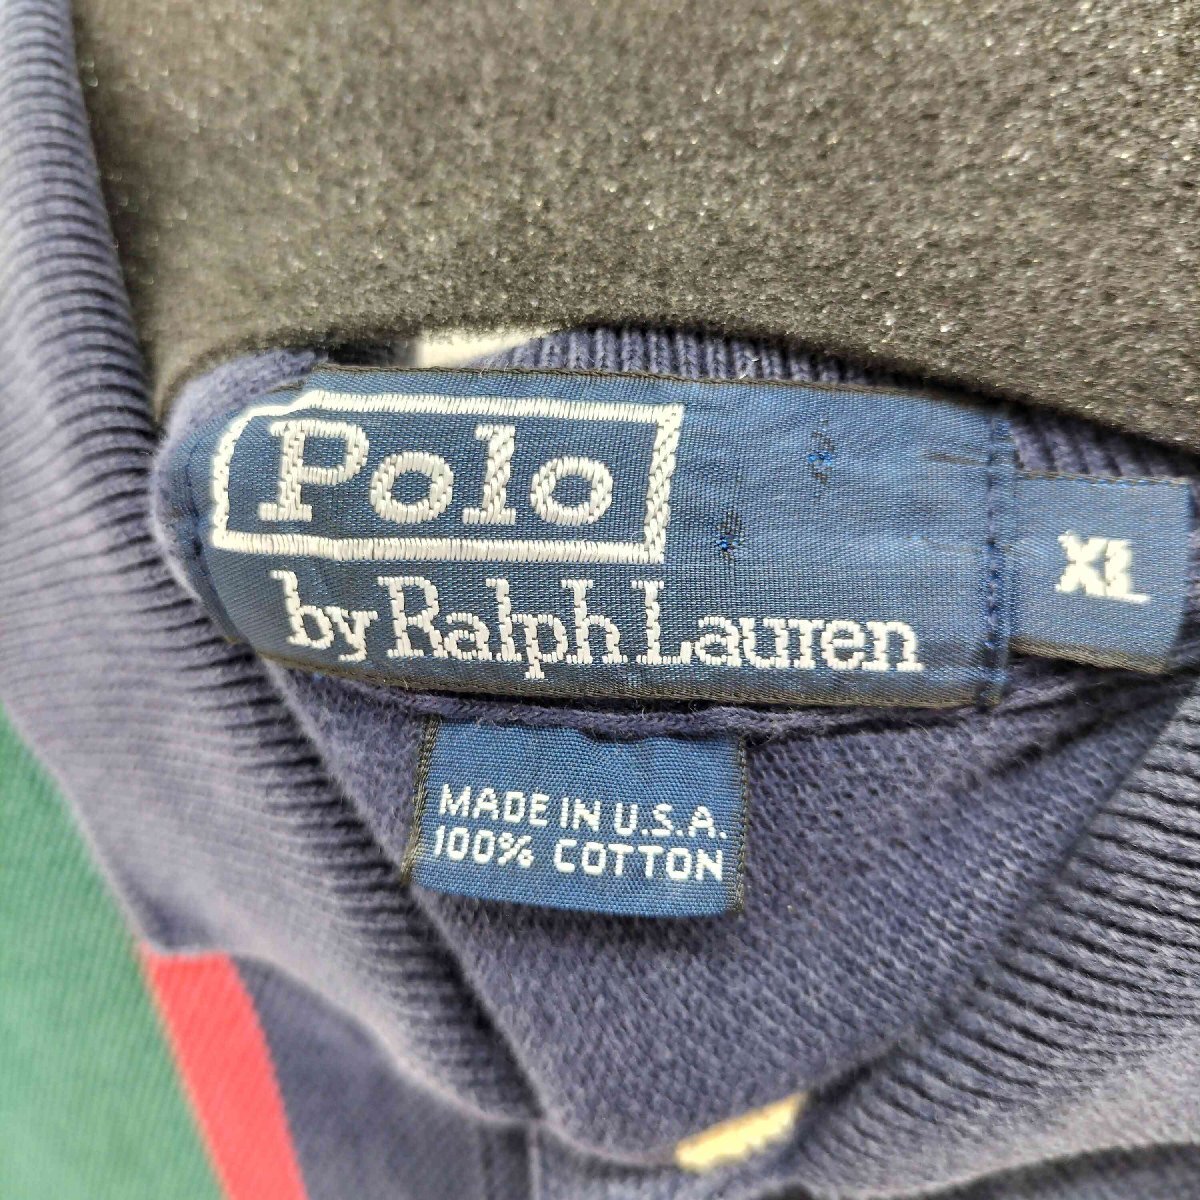 Polo
by Ralph Lauren
XL
MADE IN U.S.A.
100% COTTON